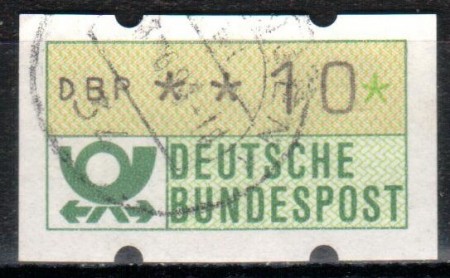 DBP ** 10*
DEUTSCHE
BUNDESPOST